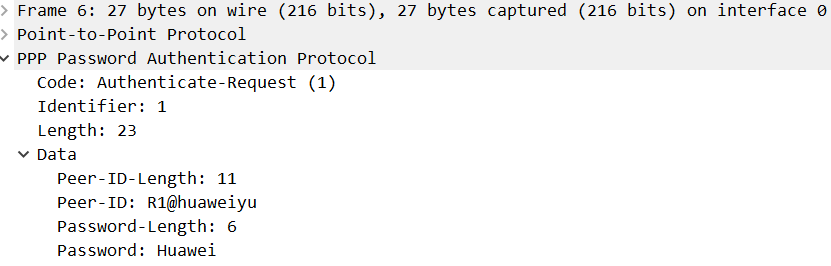 Frame 6: 27 bytes on wire (216 bits), 27 bytes captured (216 bits) on interface 0
Point-to-Point Protocol
PPP Password Authentication Protocol
Code: Authenticate-Request (1)
Identifier: 1
Length: 23
Data
Peer-ID-Length: 11
Peer-ID: R1@huaweiyu
Password-Length: 6
Password: Huawei